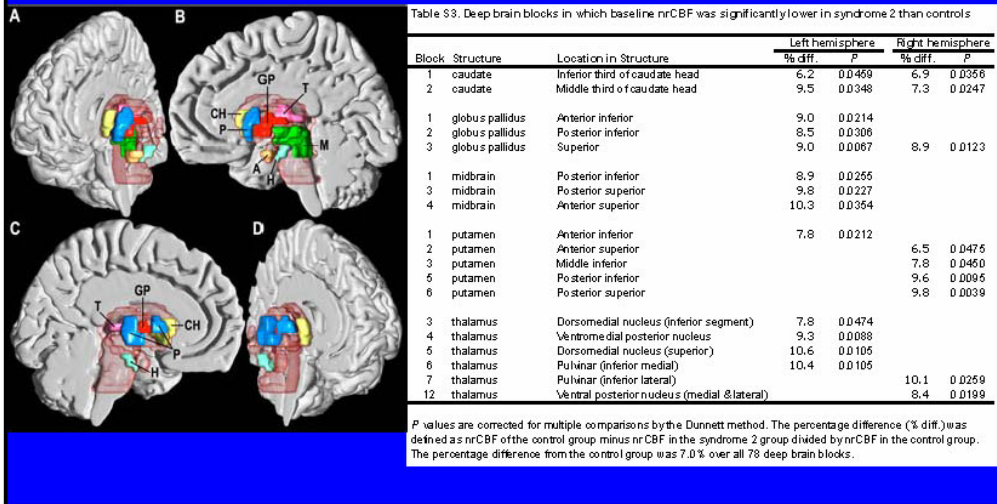 A
B
GP
T
CH
P
M
A
H
C
D
GP
T
CH
P
H
Table S3. Deep brain blocks in which baseline nrCBF was significantly lower in syndrome 2 than controls
Left hemisphere Right hemisphere
Block Structure Location in Structure % diff. P % diff. P
1 caudate Inferior third of caudate head 6.2 0.0459 6.9 0.0356
2 caudate Middle third of caudate head 9.5 0.0348 7.3 0.0247
1 globus pallidus Anterior inferior 9.0 0.0214
2 globus pallidus Posterior inferior 8.5 0.0306
3 globus pallidus Superior 9.0 0.0067 8.9 0.0123
1 midbrain Posterior inferior 8.9 0.0255
3 midbrain Posterior superior 9.8 0.0227
4 midbrain Anterior superior 10.3 0.0354
1 putamen Anterior inferior 7.8 0.0212
2 putamen Anterior superior 6.5 0.0475
3 putamen Middle inferior 7.8 0.0450
5 putamen Posterior inferior 9.6 0.0095
6 putamen Posterior superior 9.8 0.0039
3 thalamus Dorsomedial nucleus (inferior segment) 7.8 0.0474
4 thalamus Ventromedial posterior nucleus 9.3 0.0088
5 thalamus Dorsomedial nucleus (superior) 10.6 0.0105
6 thalamus Pulvinar (inferior medial) 10.4 0.0105
7 thalamus Pulvinar (inferior lateral) 10.1 0.0259
12 thalamus Ventral posterior nucleus (medial & lateral) 8.4 0.0199
P values are corrected for multiple comparisons by the Dunnett method. The percentage difference (% diff.) was
defined as nrCBF of the control group minus nrCBF in the syndrome 2 group divided by nrCBF in the control group.
The percentage difference from the control group was 7.0% over all 78 deep brain blocks.